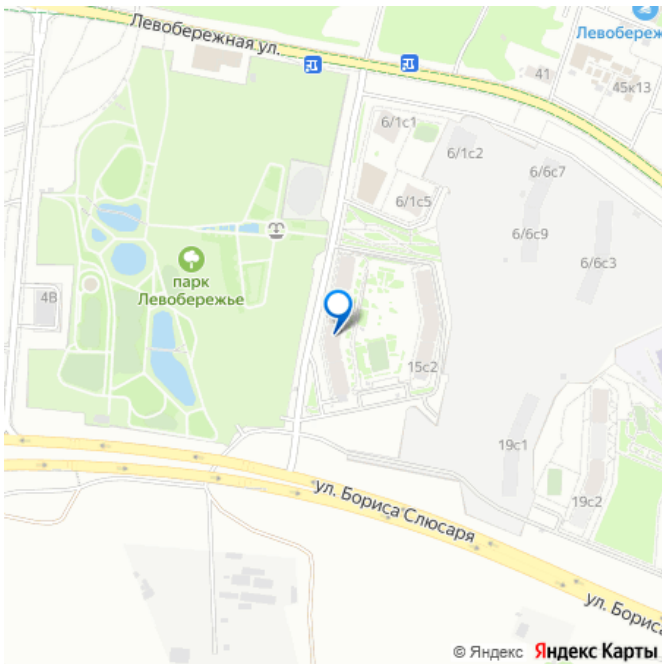 Левобережная ул.
Левобереж
41
45к13
6/1с1
6/1с2
6/6с7
6/1с5
6/6с9
6/6с3
парк
Левобережье
4В
15с2
19с1
19с2
ул. Бориса Слюсаря
ул. Бориса
© Яндекс Яндекс Карты